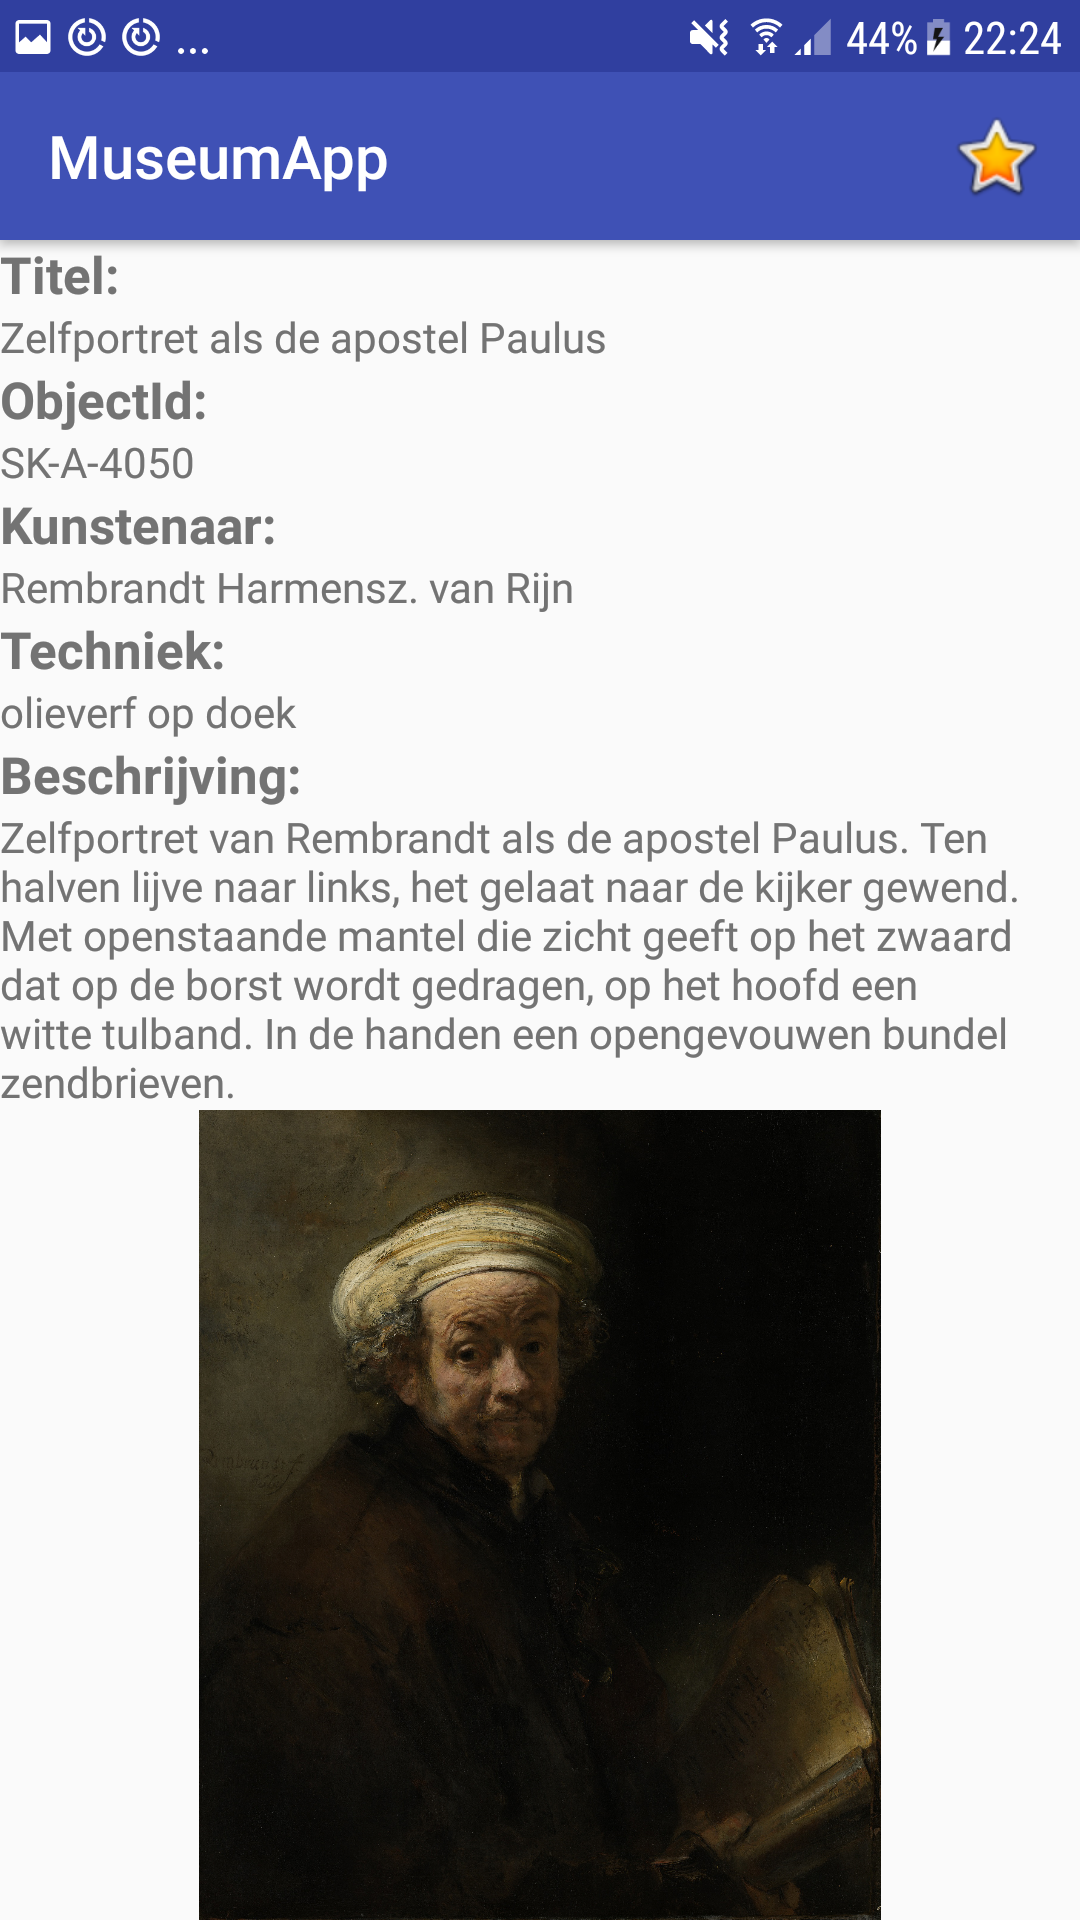 ... 44% 22:24
MuseumApp
Titel:
Zelfportret als de apostel Paulus
ObjectId:
SK-A-4050
Kunstenaar:
Rembrandt Harmensz. van Rijn
Techniek:
olieverf op doek
Beschrijving:
Zelfportret van Rembrandt als de apostel Paulus. Ten
halven lijve naar links, het gelaat naar de kijker gewend.
Met openstaande mantel die zicht geeft op het zwaard
dat op de borst wordt gedragen, op het hoofd een
witte tulband. In de handen een opengevouwen bundel
zendbrieven.